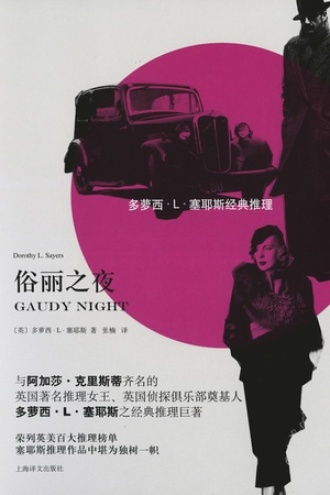 多萝西·L·塞耶斯经典推理
Dorothy L. Sayers
俗丽之夜
GAUDY NIGHT
〔英〕多萝西·L·塞耶斯 著 张楠 译
与阿加莎·克里斯蒂齐名的
英国著名推理女王、英国侦探俱乐部奠基人
多萝西·L·塞耶斯之经典推理巨著
荣列英美百大推理榜单
塞耶斯推理作品中堪为独树一帜
上海译文出版社